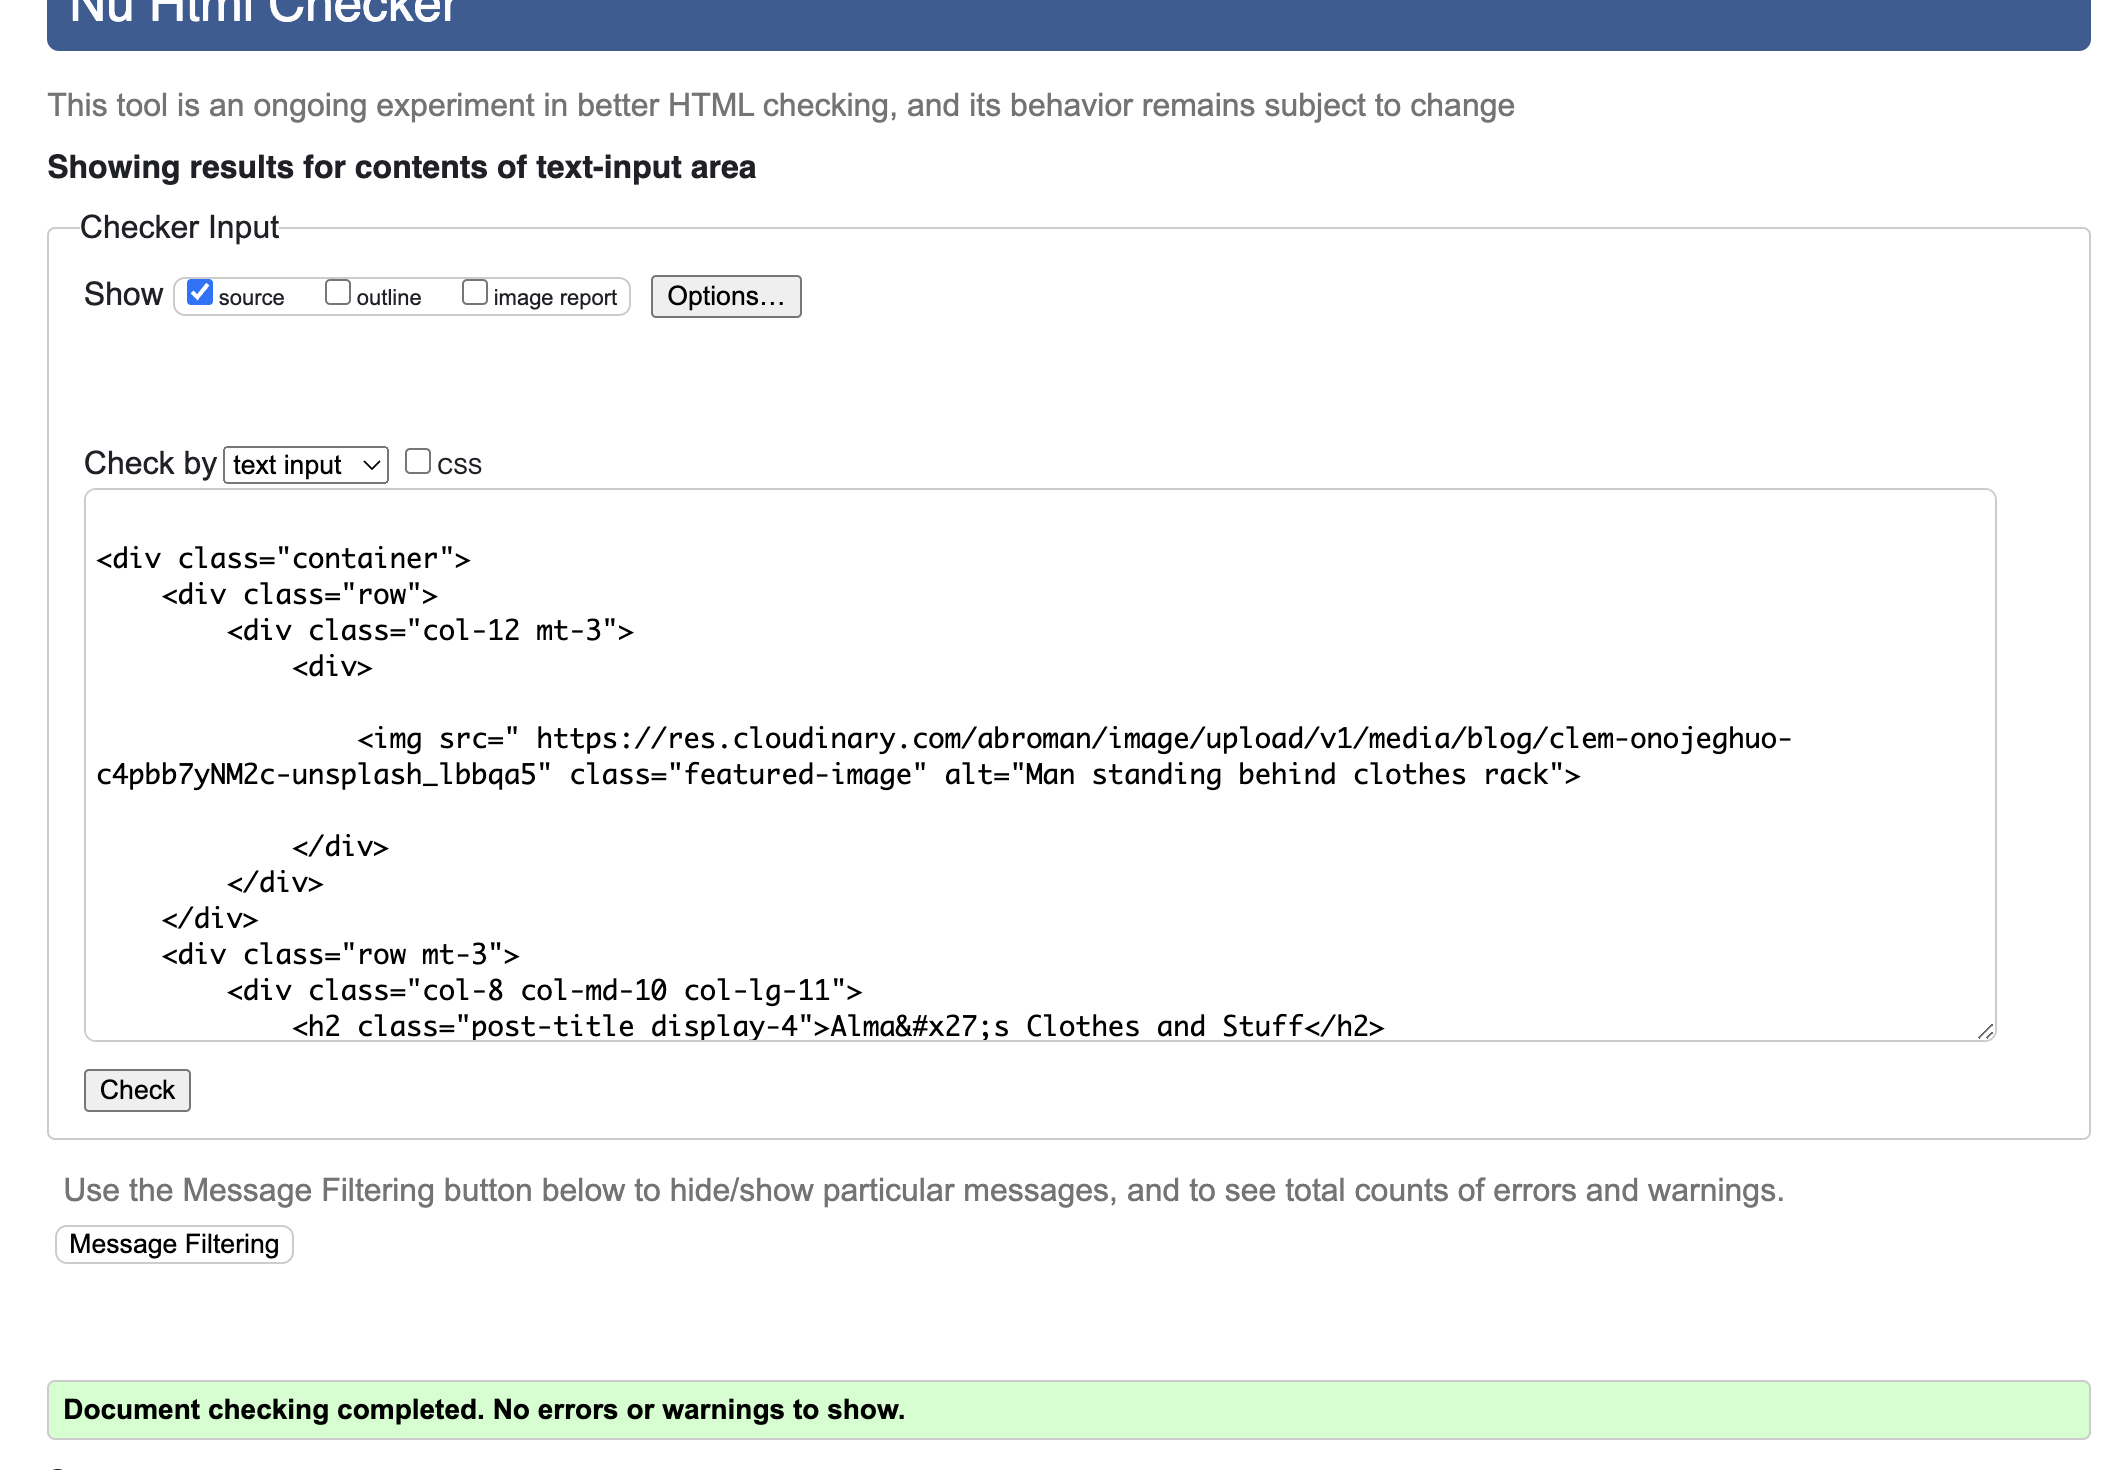 Nu Html Checker
This tool is an ongoing experiment in better HTML checking, and its behavior remains subject to change
Showing results for contents of text-input area
Checker Input
Show source outline image report Options...
Check by text input CSS
<div class="container">
    <div class="row">
        <div class="col-12 mt-3">
            <div>
                <img src=" https://res.cloudinary.com/abroman/image/upload/v1/media/blog/clem-onojeghuo-
c4pbb7yNM2c-unsplash_lbbqa5" class="featured-image" alt="Man standing behind clothes rack">
            </div>
        </div>
    </div>
    <div class="row mt-3">
        <div class="col-8 col-md-10 col-lg-11">
            <h2 class="post-title display-4">Alma&#x27;s Clothes and Stuff</h2>
Check
Use the Message Filtering button below to hide/show particular messages, and to see total counts of errors and warnings.
Message Filtering
Document checking completed. No errors or warnings to show.